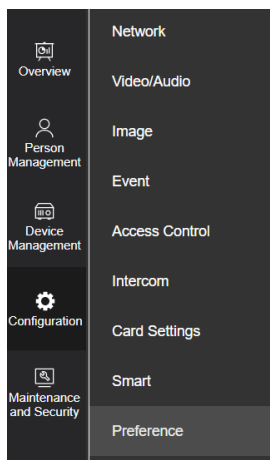 Overview
Person
Management
Device
Management
Configuration
Maintenance
and Security
Network
Video/Audio
Image
Event
Access Control
Intercom
Card Settings
Smart
Preference